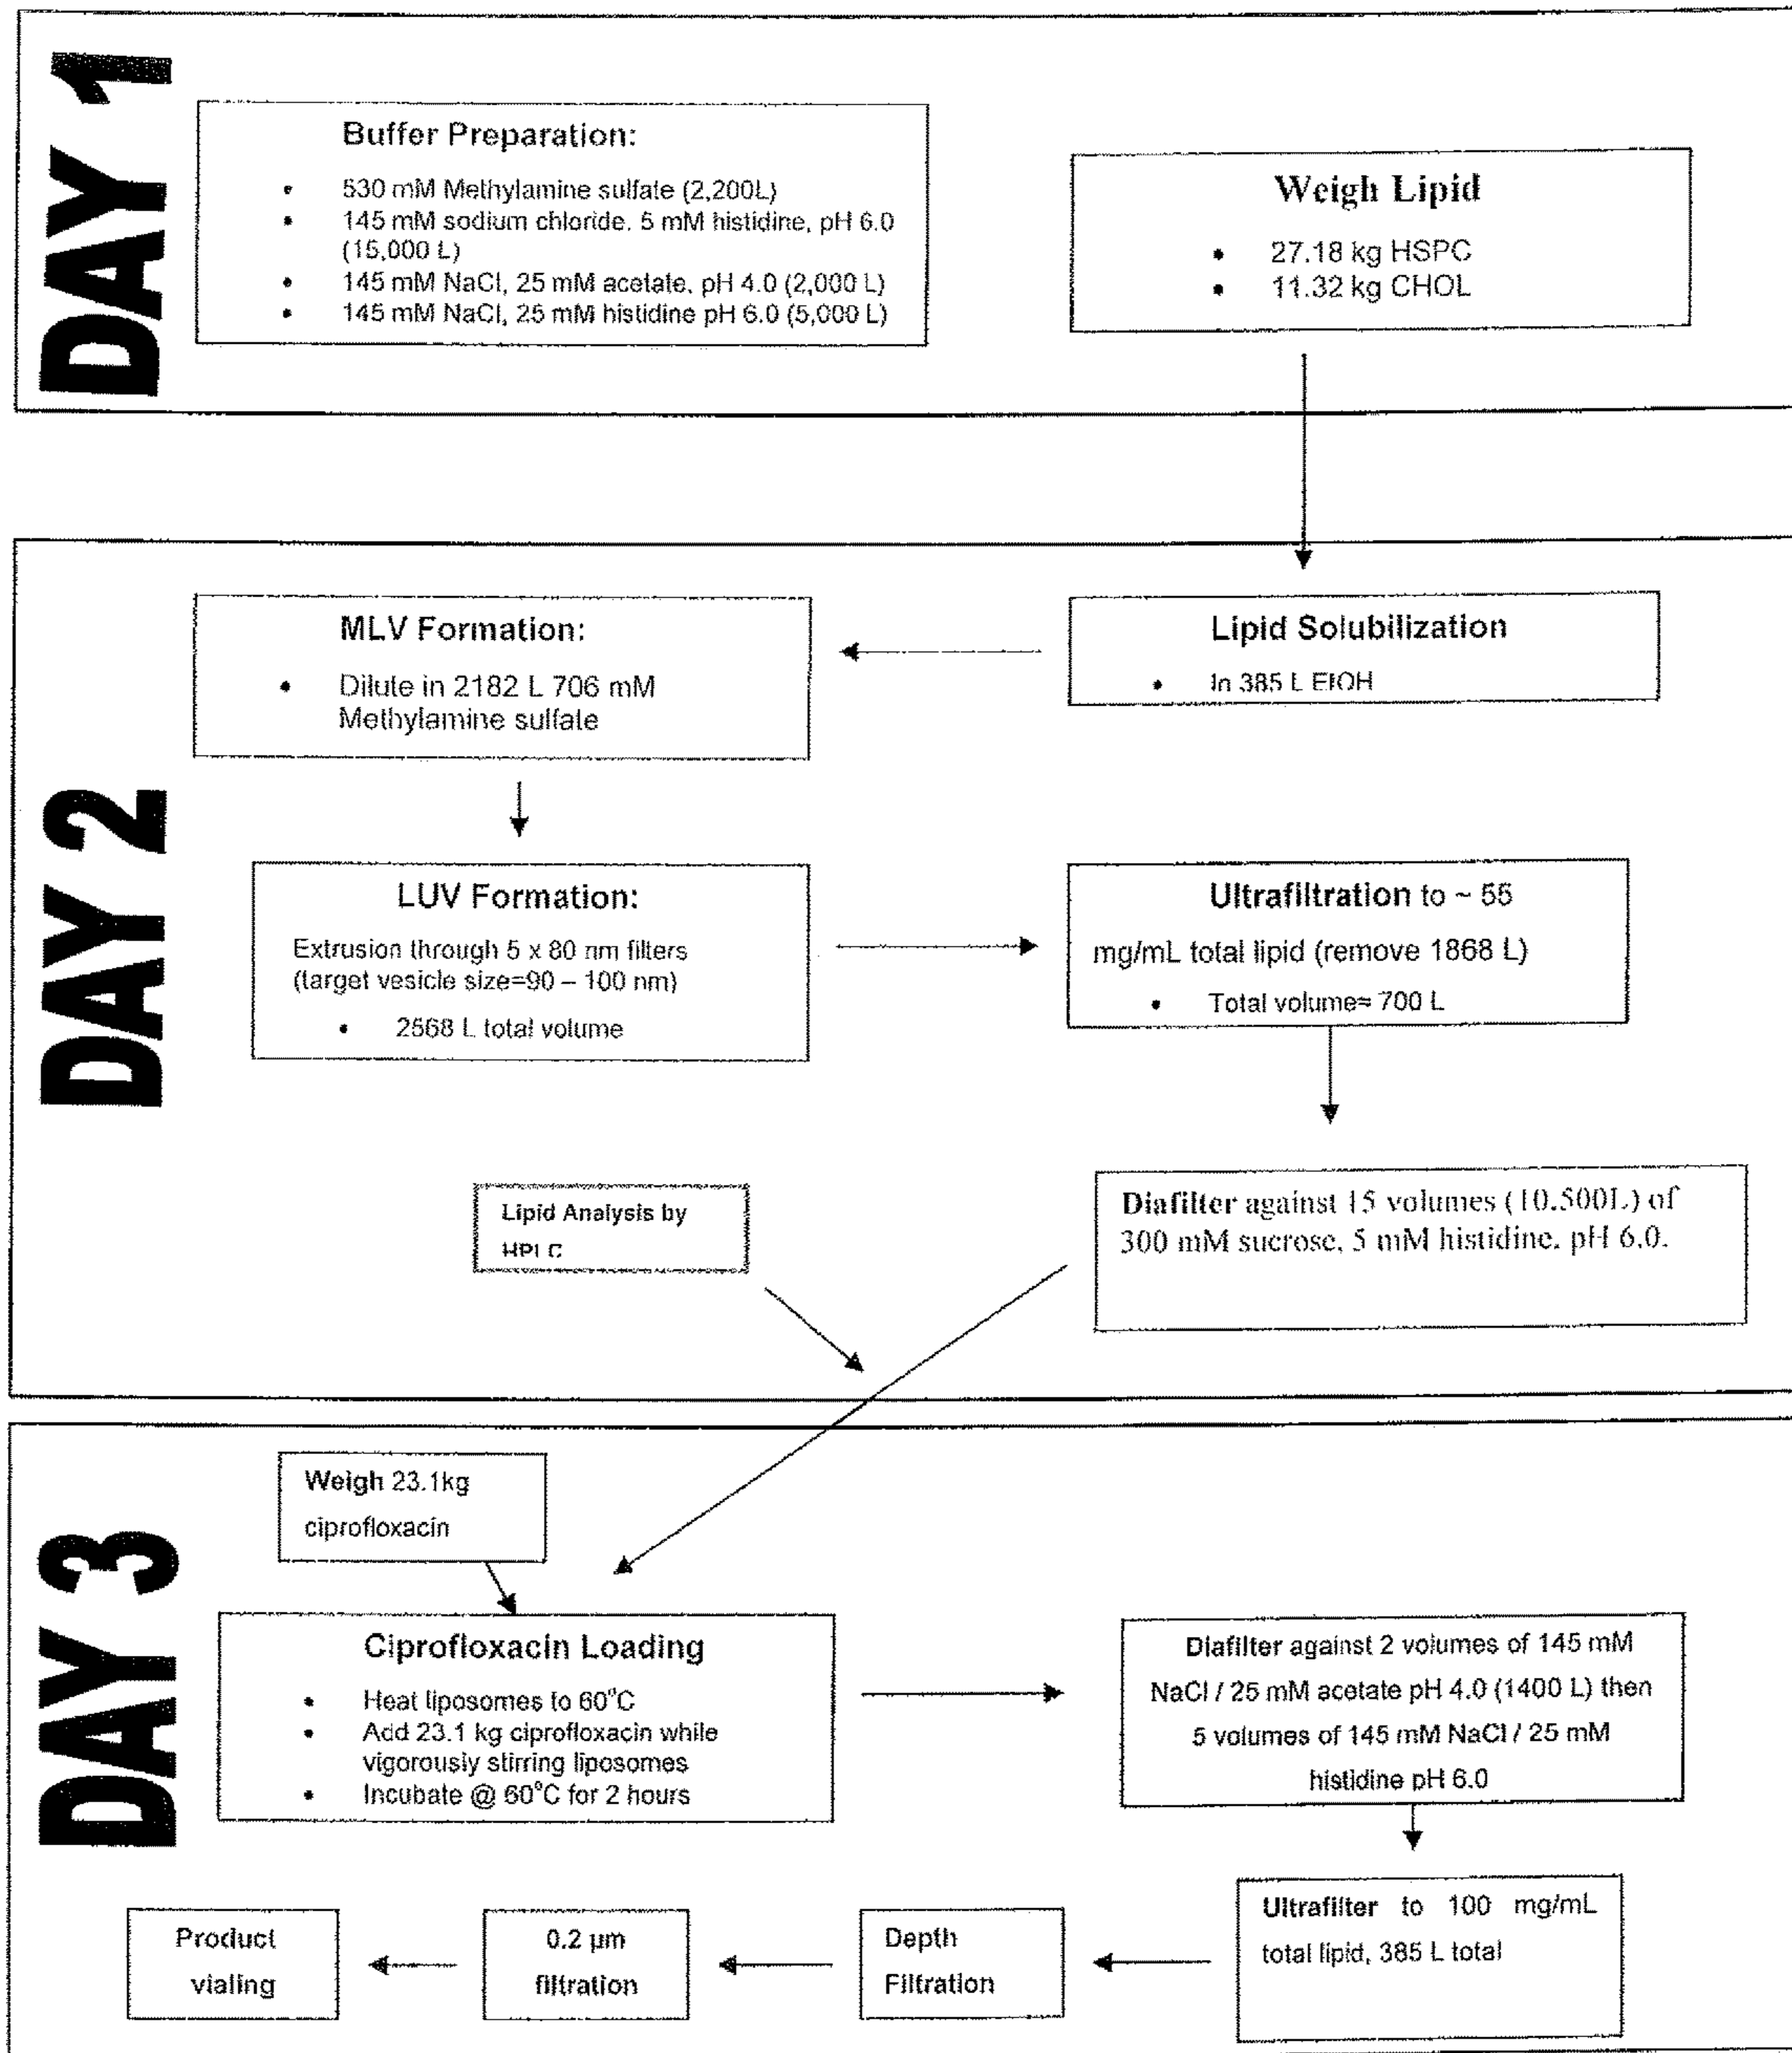 DAY 1
Buffer Preparation:
• 530 mM Methylamine sulfate (2,200L)
• 145 mM sodium chloride, 5 mM histidine, pH 6.0
(15,000 L)
• 145 mM NaCl, 25 mM acetate, pH 4.0 (2,000 L)
• 145 mM NaCl, 25 mM histidine pH 6.0 (5,000 L)
Weigh Lipid
• 27.18 kg HSPC
• 11.32 kg CHOL
DAY 2
MLV Formation:
• Dilute in 2182 L 706 mM
Methylamine sulfate
Lipid Solubilization
• In 385 L EtOH
LUV Formation:
Extrusion through 5 x 80 nm filters
(target vesicle size=90 – 100 nm)
• 2568 L total volume
Ultrafiltration to ~ 55
mg/mL total lipid (remove 1868 L)
• Total volume= 700 L
Lipid Analysis by
HPLC
Diafilter against 15 volumes (10,500L) of
300 mM sucrose, 5 mM histidine, pH 6.0.
DAY 3
Weigh 23.1kg
ciprofloxacin
Ciprofloxacin Loading
• Heat liposomes to 60°C
• Add 23.1 kg ciprofloxacin while
vigorously stirring liposomes
• Incubate @ 60°C for 2 hours
Diafilter against 2 volumes of 145 mM
NaCl / 25 mM acetate pH 4.0 (1400 L) then
5 volumes of 145 mM NaCl / 25 mM
histidine pH 6.0
Ultrafilter to 100 mg/mL
total lipid, 385 L total
Depth
Filtration
0.2 µm
filtration
Product
vialing